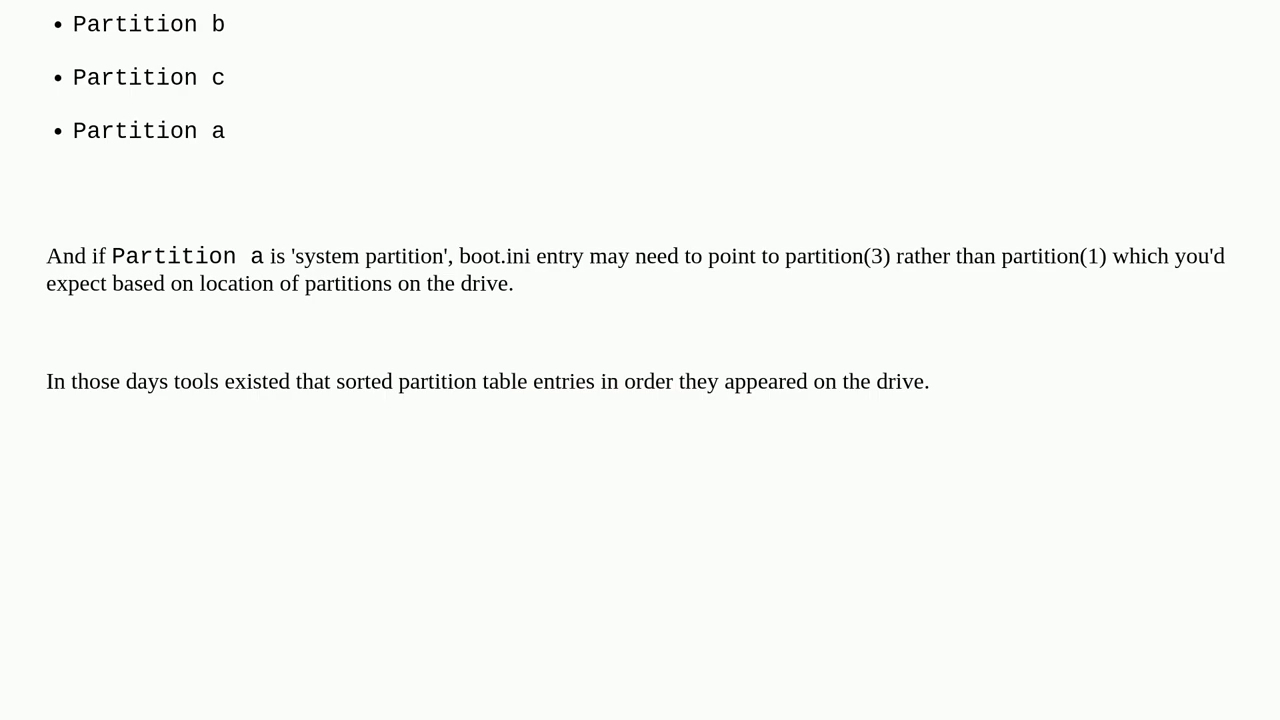 • Partition b
• Partition c
• Partition a
And if Partition a is 'system partition', boot.ini entry may need to point to partition(3) rather than partition(1) which you'd
expect based on location of partitions on the drive.
In those days tools existed that sorted partition table entries in order they appeared on the drive.